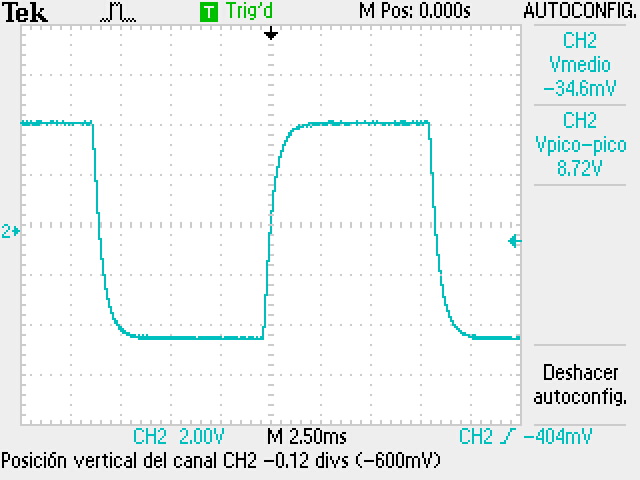 Tek T Trig'd M Pos: 0.000s AUTOCONFIG.
CH2
Vmedio
-34.6mV
CH2
Vpico-pico
8.72V
2
Deshacer
autoconfig.
CH2 2.00V M 2.50ms CH2 -404mV
Posición vertical del canal CH2 -0.12 divs (-600mV)